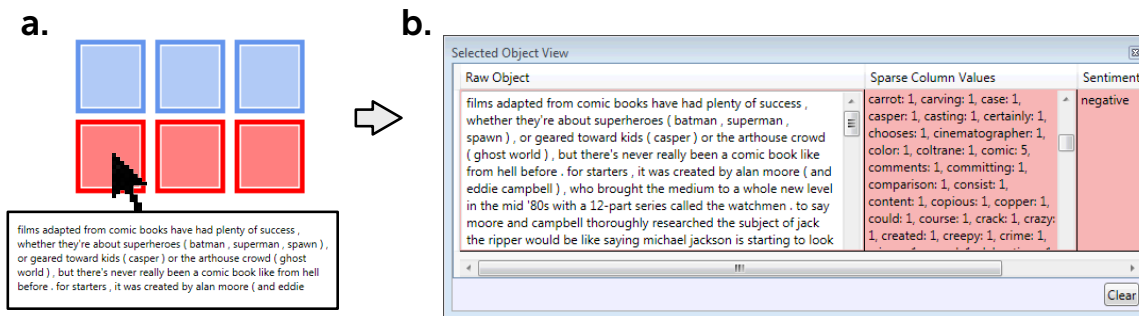 a.
films adapted from comic books have had plenty of success ,
whether they're about superheroes ( batman , superman , spawn ) ,
or geared toward kids ( casper ) or the arthouse crowd ( ghost
world ) , but there's never really been a comic book like from hell
before . for starters , it was created by alan moore ( and eddie
b.
Selected Object View
Raw Object
films adapted from comic books have had plenty of success ,
whether they're about superheroes ( batman , superman ,
spawn ) , or geared toward kids ( casper ) or the arthouse crowd
( ghost world ) , but there's never really been a comic book like
from hell before . for starters , it was created by alan moore ( and
eddie campbell ) , who brought the medium to a whole new level
in the mid '80s with a 12-part series called the watchmen . to say
moore and campbell thoroughly researched the subject of jack
the ripper would be like saying michael jackson is starting to look
Sparse Column Values
carrot: 1, carving: 1, case: 1,
casper: 1, casting: 1, certainly: 1,
chooses: 1, cinematographer: 1,
color: 1, coltrane: 1, comic: 5,
comments: 1, committing: 1,
comparison: 1, consist: 1,
content: 1, copious: 1, copper: 1,
could: 1, course: 1, crack: 1, crazy:
1, created: 1, creepy: 1, crime: 1,
Sentiment
negative
Clear